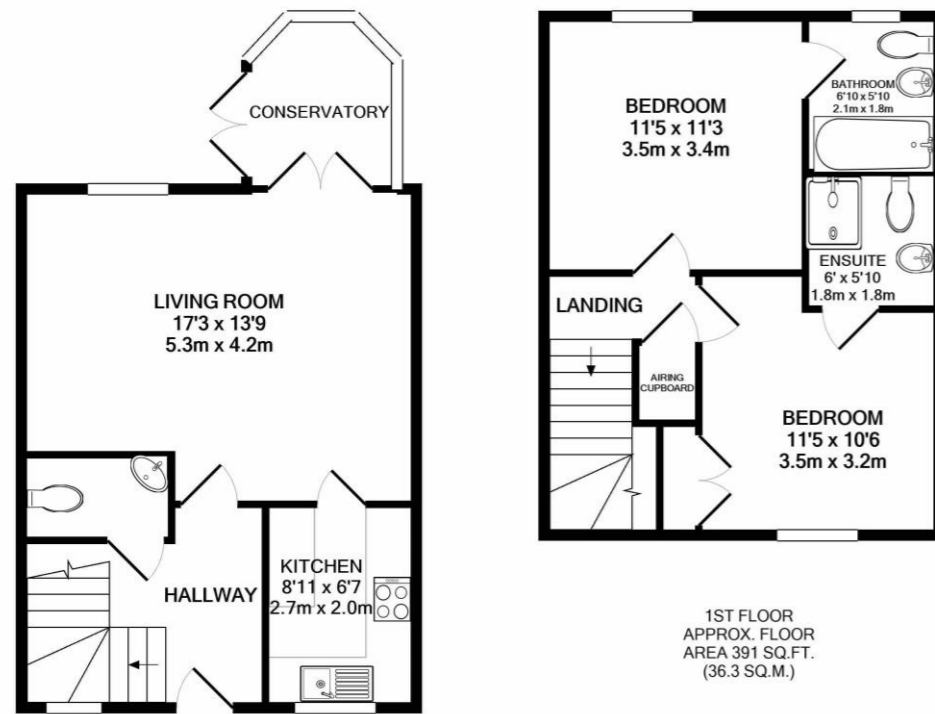 CONSERVATORY
LIVING ROOM
17'3 x 13'9
5.3m x 4.2m
HALLWAY
KITCHEN
8'11 x 6'7
2.7m x 2.0m
BEDROOM
11'5 x 11'3
3.5m x 3.4m
BATHROOM
6'10 x 5'10
2.1m x 1.8m
ENSUITE
6' x 5'10
1.8m x 1.8m
LANDING
AIRING
CUPBOARD
BEDROOM
11'5 x 10'6
3.5m x 3.2m
1ST FLOOR
APPROX. FLOOR
AREA 391 SQ.FT.
(36.3 SQ.M.)